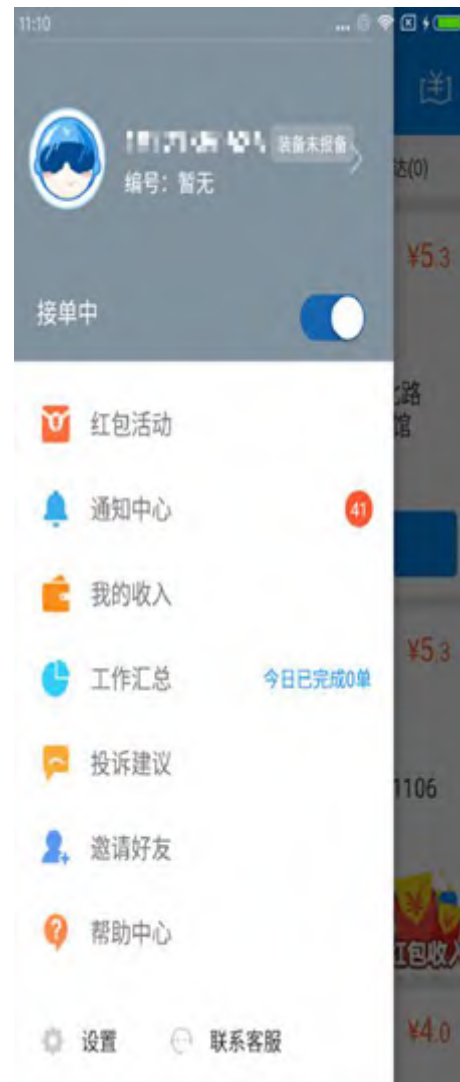 11:10
装备未报备
编号：暂无
达(0)
¥5.3
接单中
路
馆
红包活动
通知中心 41
我的收入
¥5.3
工作汇总 今日已完成0单
投诉建议
1106
邀请好友
帮助中心
红包收入
设置 联系客服
¥4.0